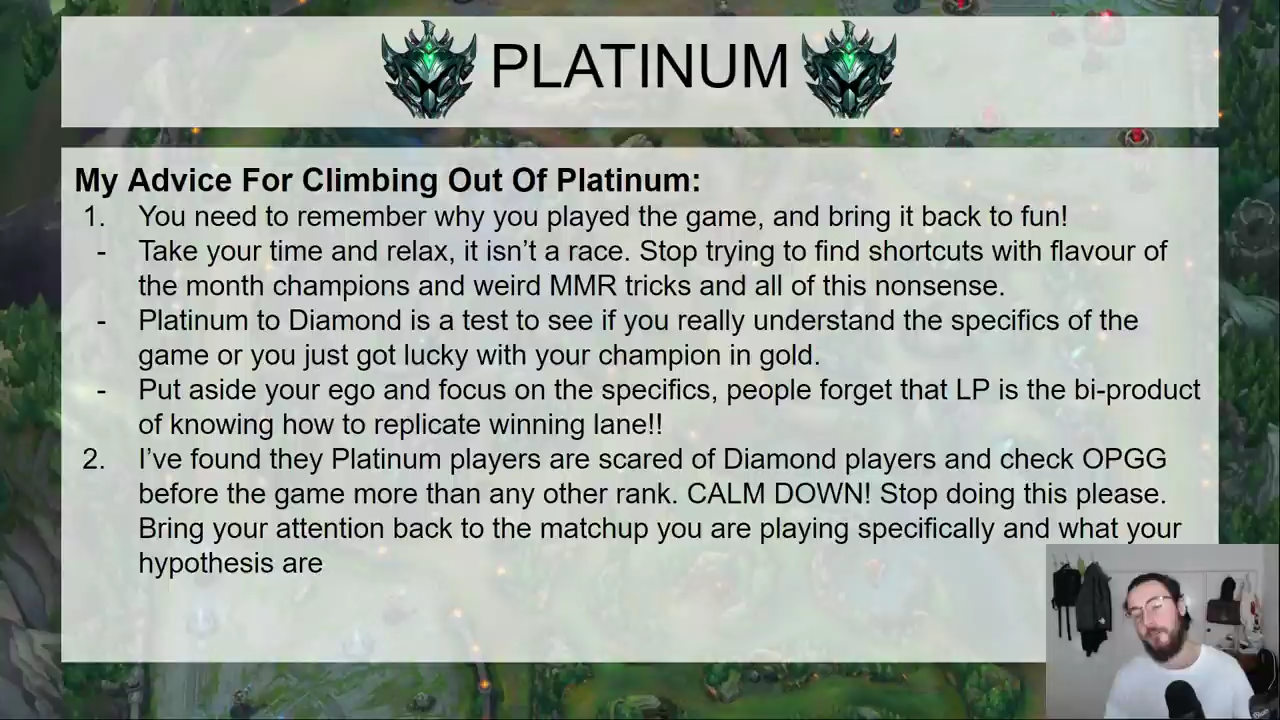 PLATINUM
My Advice For Climbing Out Of Platinum:
1. You need to remember why you played the game, and bring it back to fun!
- Take your time and relax, it isn't a race. Stop trying to find shortcuts with flavour of
the month champions and weird MMR tricks and all of this nonsense.
- Platinum to Diamond is a test to see if you really understand the specifics of the
game or you just got lucky with your champion in gold.
- Put aside your ego and focus on the specifics, people forget that LP is the bi-product
of knowing how to replicate winning lane!!
2. I've found they Platinum players are scared of Diamond players and check OPGG
before the game more than any other rank. CALM DOWN! Stop doing this please.
Bring your attention back to the matchup you are playing specifically and what your
hypothesis are